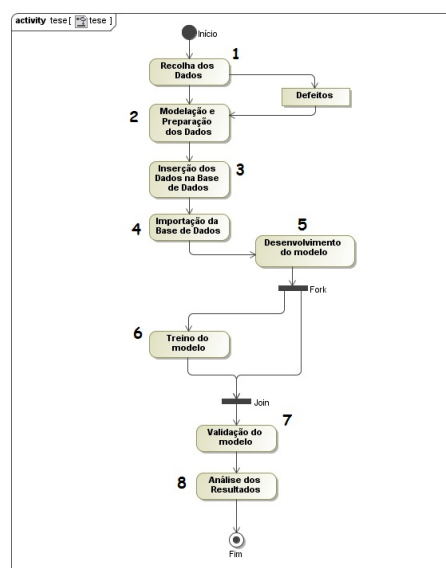 activity tese [ tese ]
Início
1
Recolha dos
Dados
Defeitos
2
Modelação e
Preparação
dos Dados
3
Inserção dos
Dados na Base
de Dados
4
Importação da
Base de Dados
5
Desenvolvimento
do modelo
Fork
6
Treino do
modelo
Join
7
Validação do
modelo
8
Análise dos
Resultados
Fim